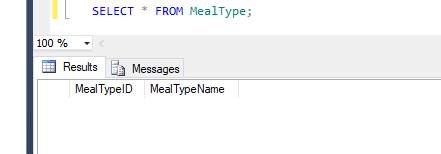 SELECT * FROM MealType;
100 %
Results Messages
MealTypeID MealTypeName